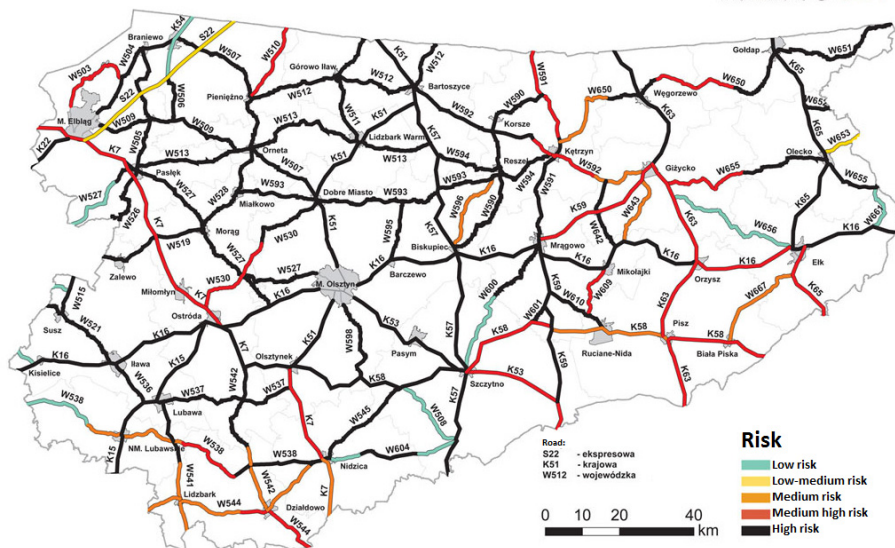 K54
Braniewo
S22
W504
W503
W507
W510
K51
W512
Gołdap
W651
K65
Górowo Iław.
W512
Bartoszyce
W591
W650
Węgorzewo
W650
S22
W506
Pieniężno
W512
W511
K51
W592
W590
Korsze
K63
W652
K65
M. Elbląg
W509
W505
W509
W513
Lidzbark Warm.
K57
Kętrzyn
Olecko
W653
K22
K7
W513
Orneta
K51
W513
W594
Reszel
W594
W592
Giżycko
W655
W655
Pasłęk
W507
W593
W591
W527
W527
W528
W593
Miałkowo
Dobre Miasto
W593
W596
W590
K59
W643
W661
W526
K7
Morąg
W530
K51
W595
K57
K63
W656
K65
W519
Biskupiec
K16
Mrągowo
W642
K16
Zalewo
W527
W527
K16
Barczewo
K16
Mikołajki
K16
K16
Ełk
W530
M. Olsztyn
W600
K59
Orzysz
W515
Miłomłyn
K7
K16
W610
W609
W667
K65
Susz
Ostróda
W601
K63
W521
K16
K51
W598
K53
K57
K58
K58
Pisz
K58
K16
K15
K7
Olsztynek
Pasym
Ruciane-Nida
Biała Piska
Kisielice
Iława
W542
K58
Szczytno
K53
K59
K63
W536
W537
W537
W538
Lubawa
K7
W545
W508
K57
K15
NM. Lubawskie
W538
W538
Nidzica
W604
W541
W542
K7
Lidzbark
W544
Działdowo
W544
Road:
S22 - ekspresowa
K51 - krajowa
W512 - wojewódzka
0 10 20 40
km
Risk
Low risk
Low-medium risk
Medium risk
Medium high risk
High risk